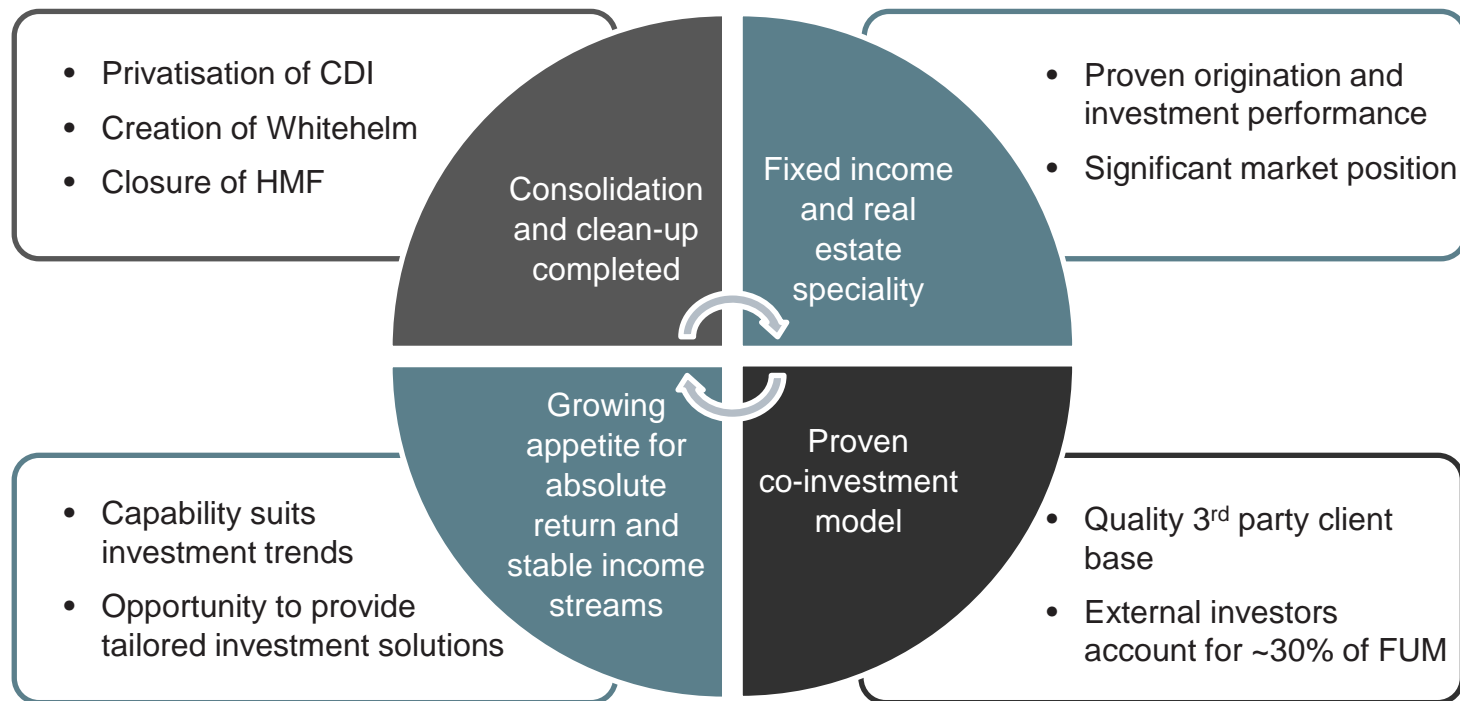 • Privatisation of CDI
• Creation of Whitehelm
• Closure of HMF
Consolidation
and clean-up
completed
Fixed income
and real
estate
speciality
• Proven origination and
investment performance
• Significant market position
• Capability suits
investment trends
• Opportunity to provide
tailored investment solutions
Growing
appetite for
absolute
return and
stable income
streams
Proven
co-investment
model
• Quality 3rd party client
base
• External investors
account for ~30% of FUM